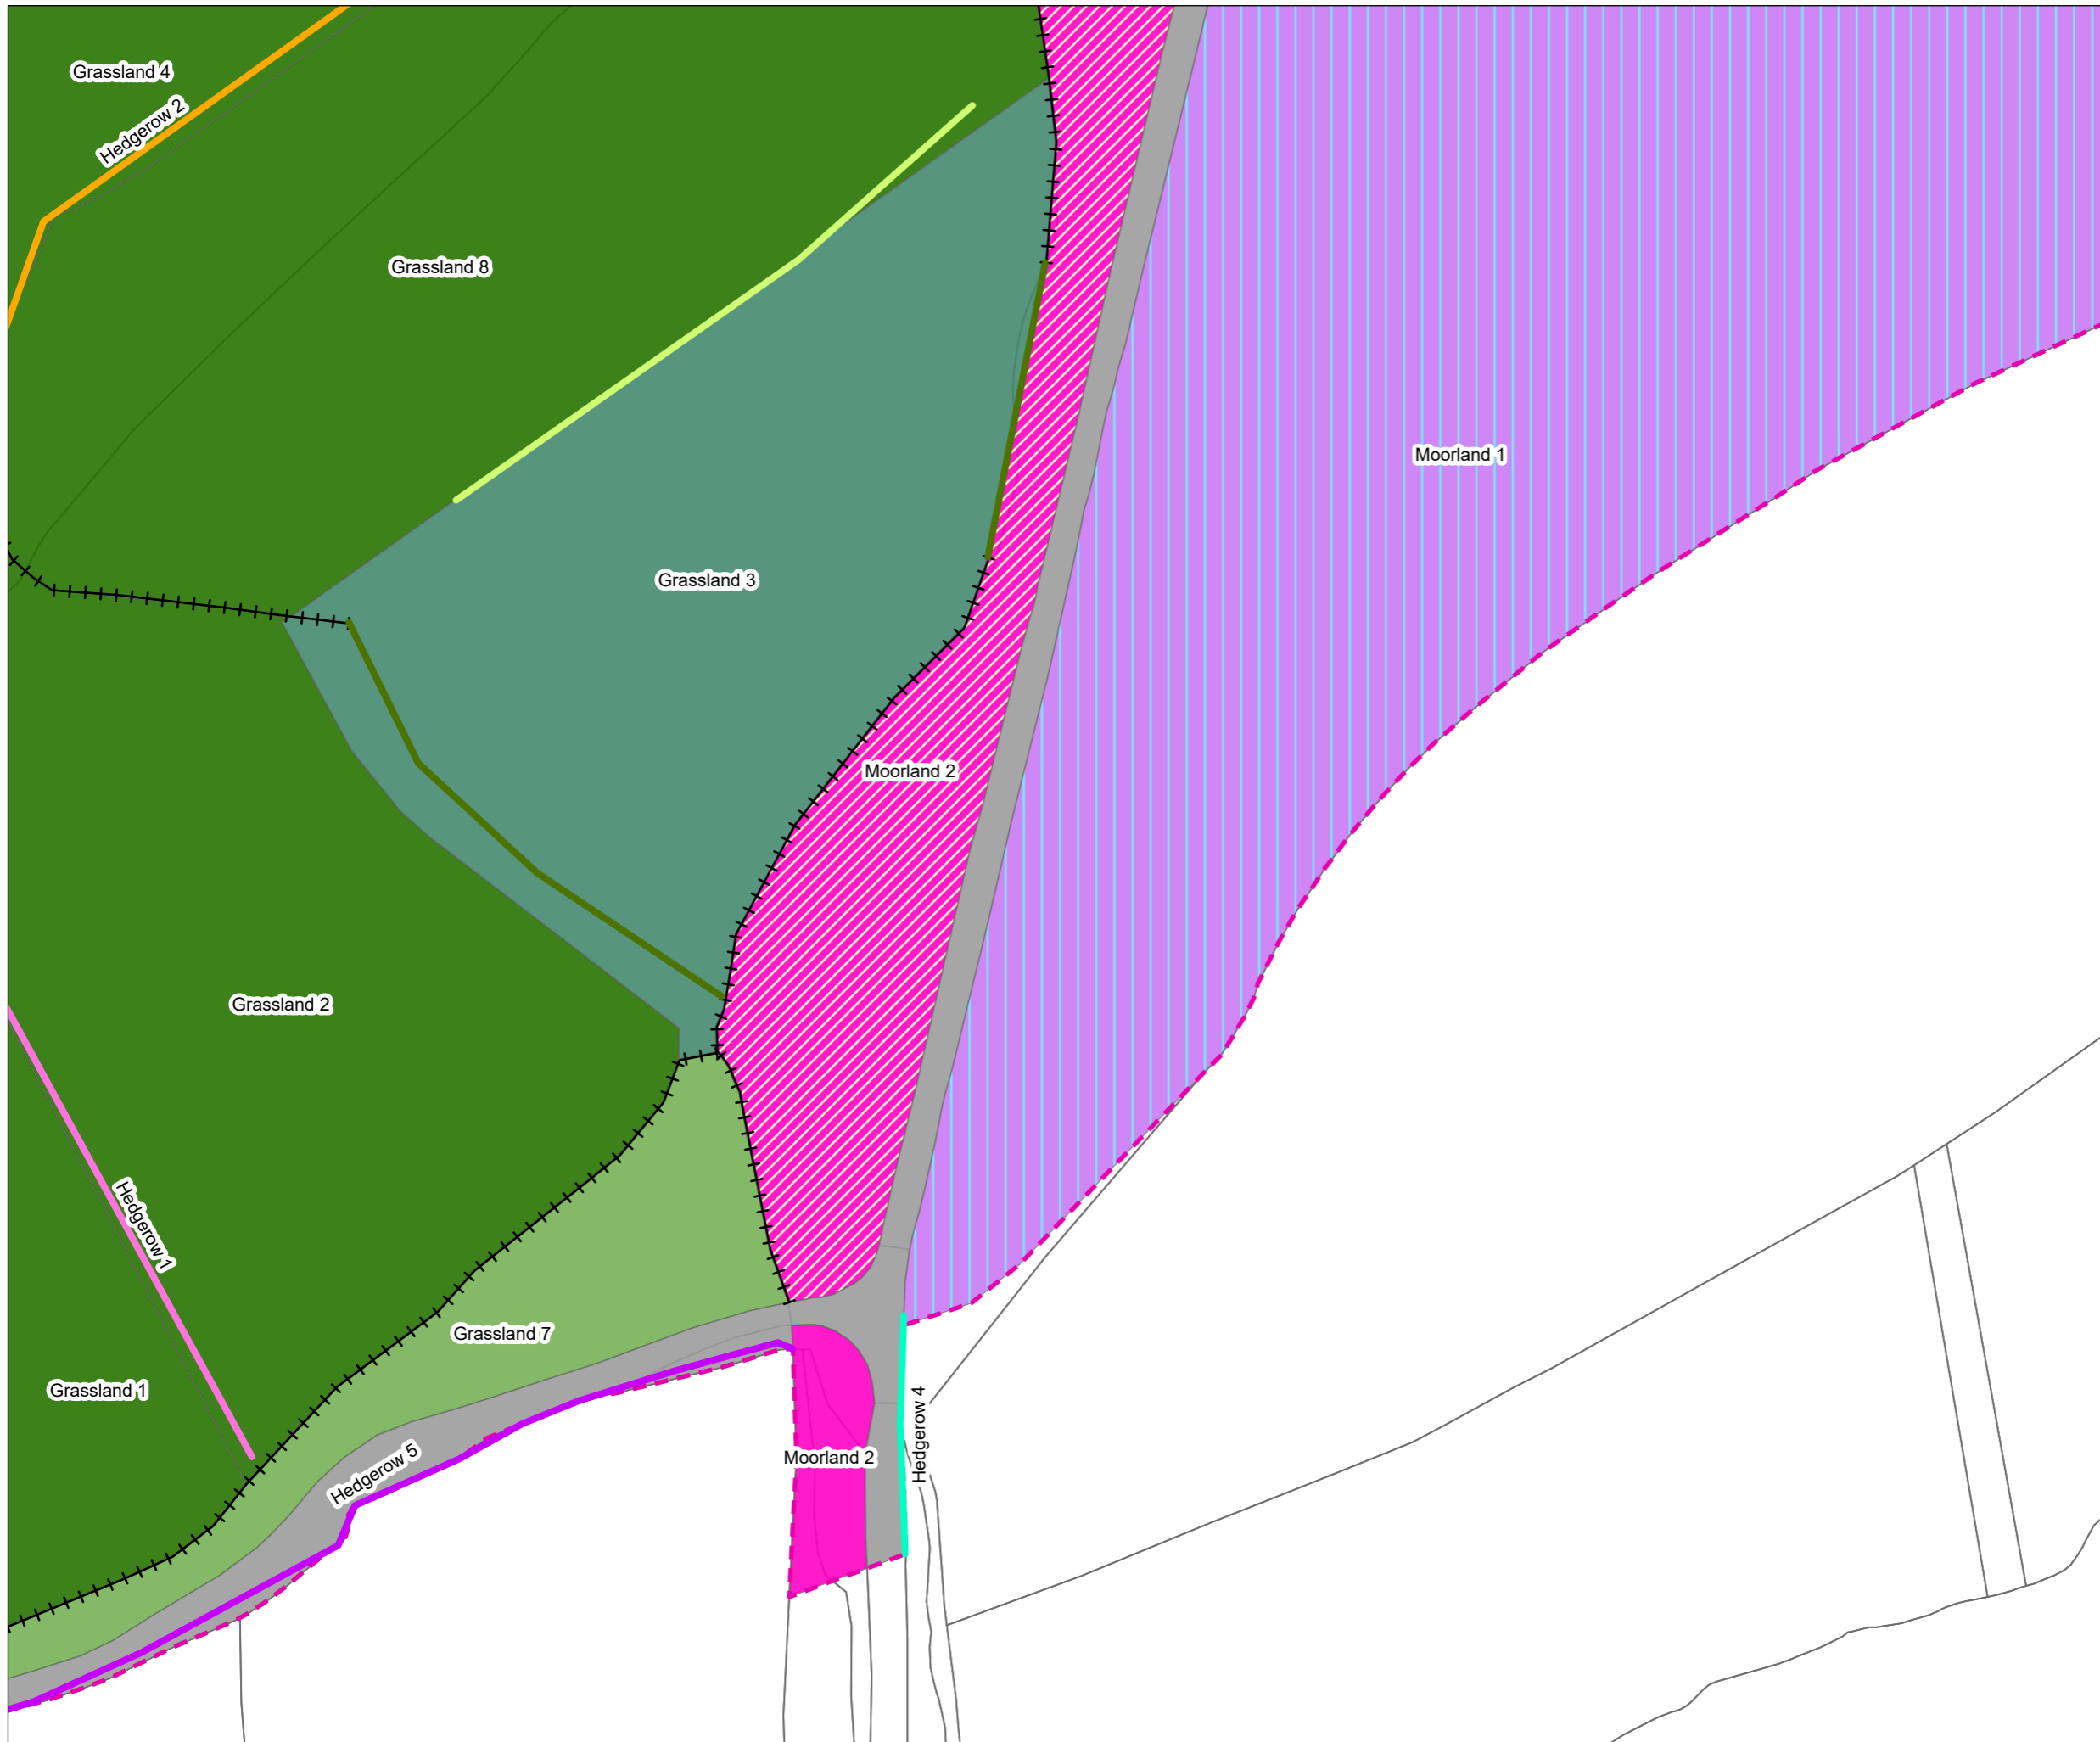 Grassland 4
Hedgerow 2
Grassland 8
Moorland 1
Grassland 3
Moorland 2
Grassland 2
Hedgerow 1
Grassland 7
Grassland 1
Hedgerow 4
Moorland 2
Hedgerow 5